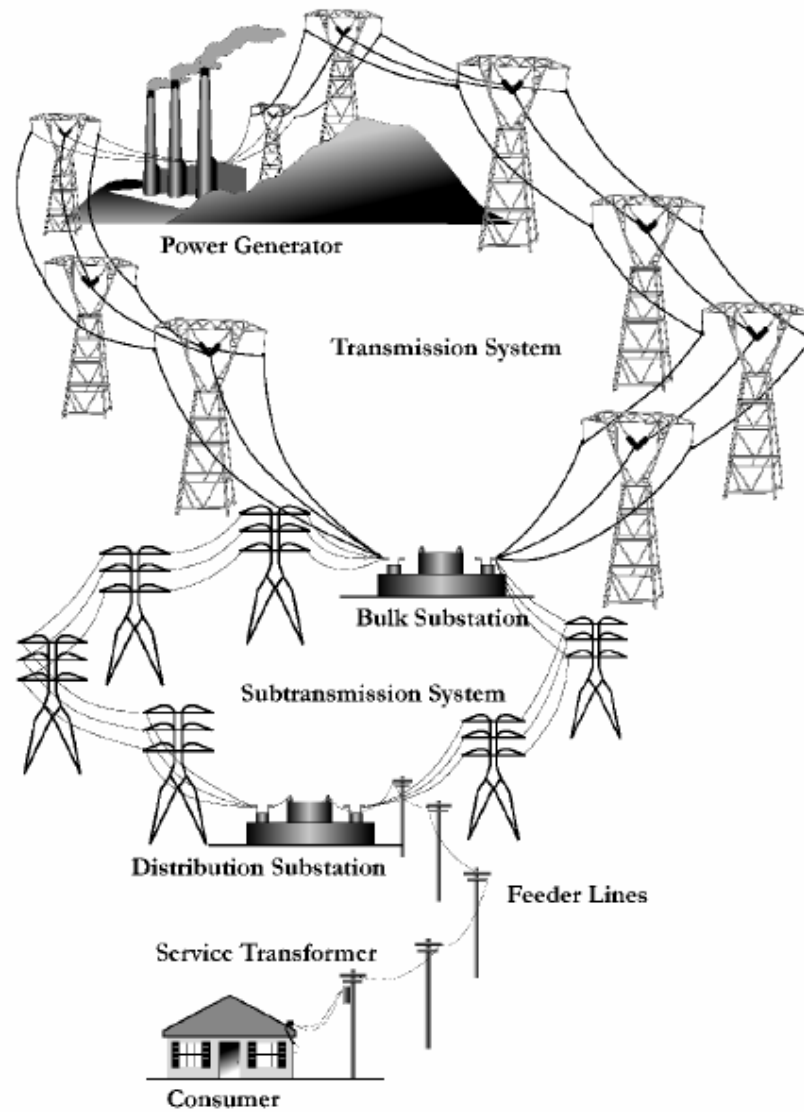 Power Generator
Transmission System
Bulk Substation
Subtransmission System
Distribution Substation
Feeder Lines
Service Transformer
Consumer